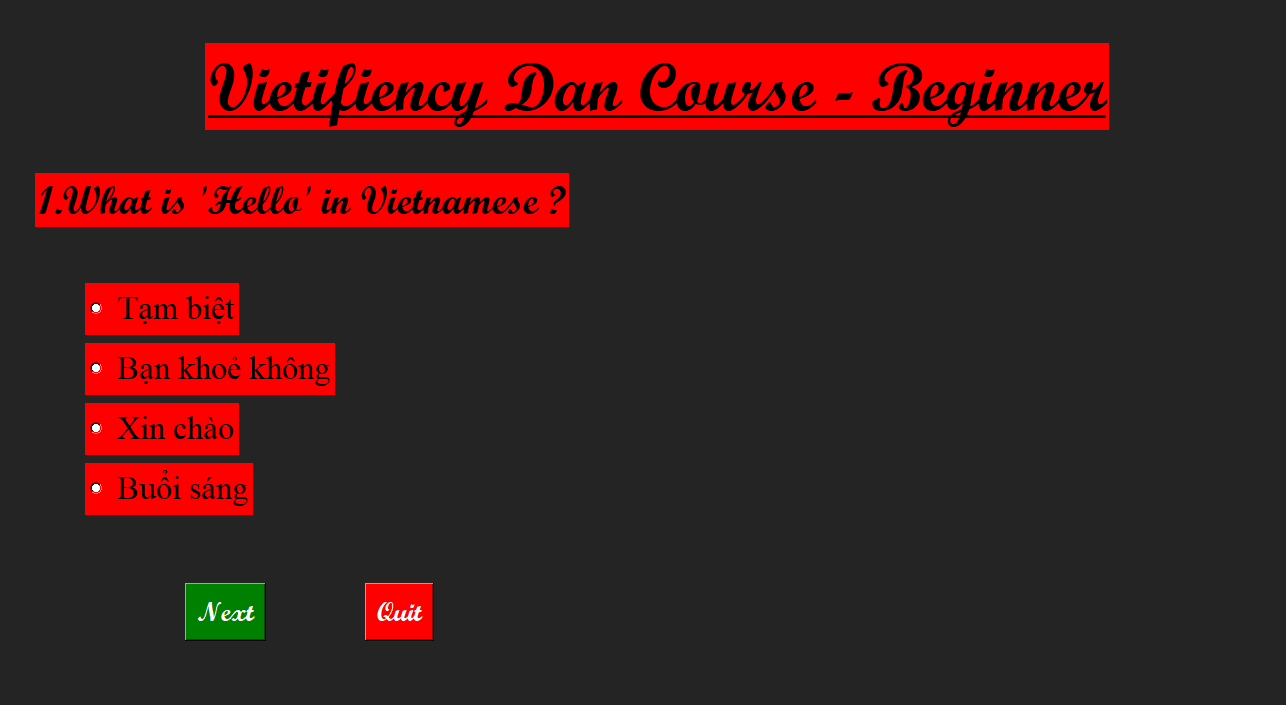 Vietifiency Dan Course - Beginner
1.What is 'Hello' in Vietnamese ?
Tạm biệt
Bạn khoẻ không
Xin chào
Buổi sáng
Next Quit